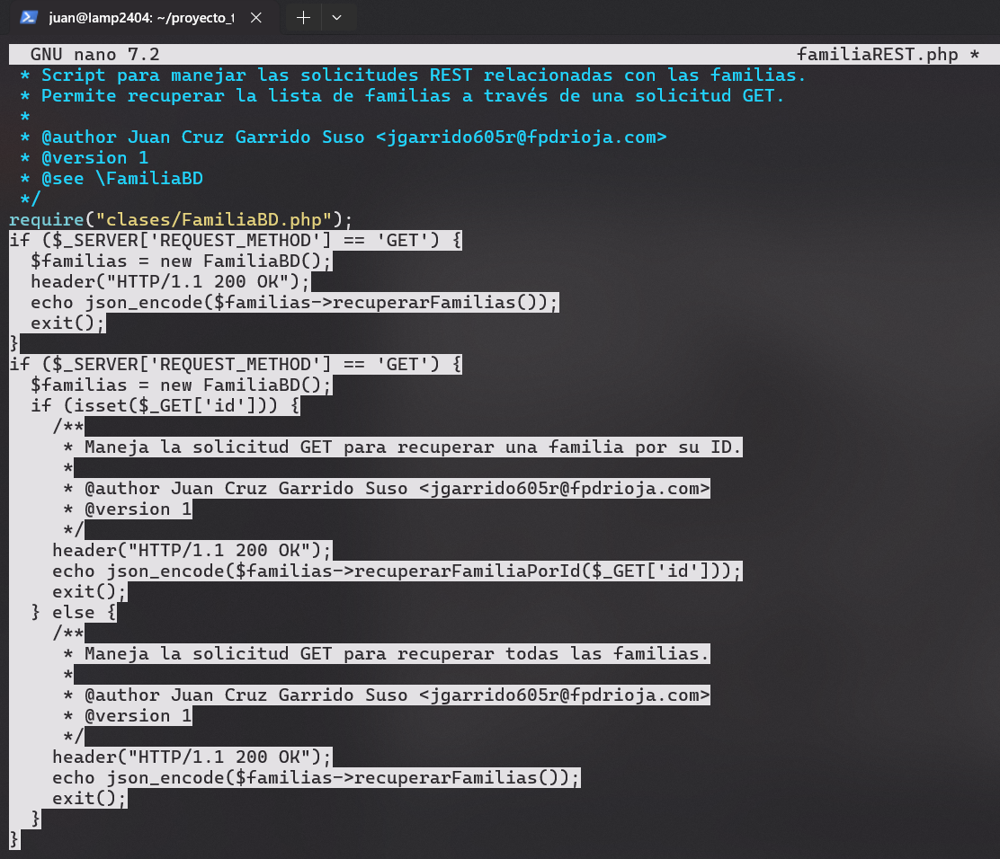 juan@lamp2404: ~/proyecto_t
GNU nano 7.2 familiaREST.php *
* Script para manejar las solicitudes REST relacionadas con las familias.
* Permite recuperar la lista de familias a través de una solicitud GET.
*
* @author Juan Cruz Garrido Suso <jgarrido605r@fpdrioja.com>
* @version 1
* @see \FamiliaBD
*/
require("clases/FamiliaBD.php");
if ($_SERVER['REQUEST_METHOD'] == 'GET') {
  $familias = new FamiliaBD();
  header("HTTP/1.1 200 OK");
  echo json_encode($familias->recuperarFamilias());
  exit();
}
if ($_SERVER['REQUEST_METHOD'] == 'GET') {
  $familias = new FamiliaBD();
  if (isset($_GET['id'])) {
    /**
     * Maneja la solicitud GET para recuperar una familia por su ID.
     *
     * @author Juan Cruz Garrido Suso <jgarrido605r@fpdrioja.com>
     * @version 1
     */
    header("HTTP/1.1 200 OK");
    echo json_encode($familias->recuperarFamiliaPorId($_GET['id']));
    exit();
  } else {
    /**
     * Maneja la solicitud GET para recuperar todas las familias.
     *
     * @author Juan Cruz Garrido Suso <jgarrido605r@fpdrioja.com>
     * @version 1
     */
    header("HTTP/1.1 200 OK");
    echo json_encode($familias->recuperarFamilias());
    exit();
  }
}